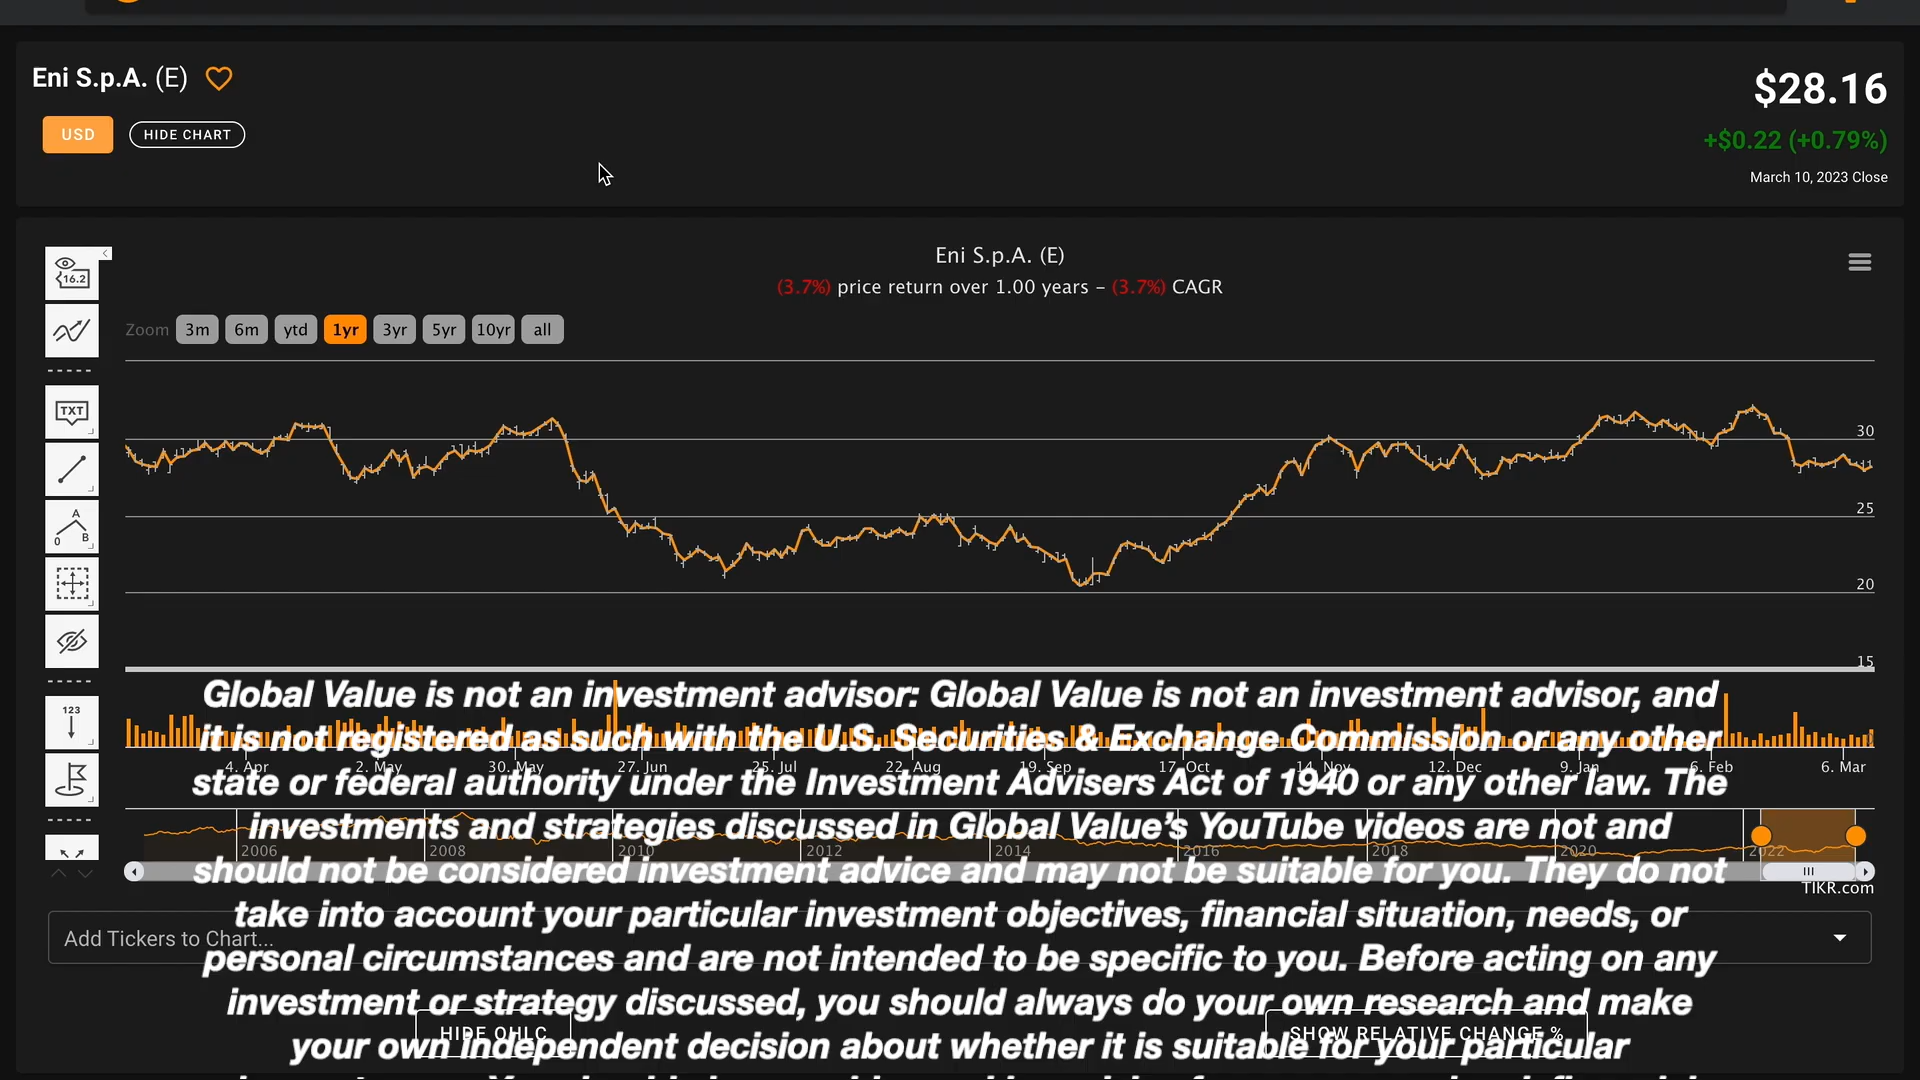 Eni S.p.A. (E)
USD
HIDE CHART
$28.16
+$0.22 (+0.79%)
March 10, 2023 Close
Eni S.p.A. (E)
(3.7%) price return over 1.00 years – (3.7%) CAGR
Zoom 3m 6m ytd 1yr 3yr 5yr 10yr all
16.2
TXT
A
0 B
123
30
25
20
15
4. Apr 2. May 30. May 27. Jun 25. Jul 22. Aug 19. Sep 17. Oct 14. Nov 12. Dec 9. Jan 6. Feb 6. Mar
2006 2008 2010 2012 2014 2016 2018 2020 2022
TIKR.com
Add Tickers to Chart...
HIDE OHLC
SHOW RELATIVE CHANGE %
Global Value is not an investment advisor: Global Value is not an investment advisor, and
it is not registered as such with the U.S. Securities & Exchange Commission or any other
state or federal authority under the Investment Advisers Act of 1940 or any other law. The
investments and strategies discussed in Global Value's YouTube videos are not and
should not be considered investment advice and may not be suitable for you. They do not
take into account your particular investment objectives, financial situation, needs, or
personal circumstances and are not intended to be specific to you. Before acting on any
investment or strategy discussed, you should always do your own research and make
your own independent decision about whether it is suitable for your particular